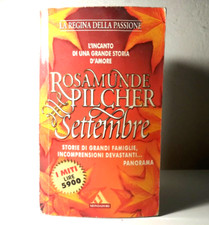 LA REGINA DELLA PASSIONE
L'INCANTO
DI UNA GRANDE STORIA
D'AMORE
ROSAMUNDE
PILCHER
Settembre
STORIE DI GRANDI FAMIGLIE,
INCOMPRENSIONI DEVASTANTI...
PANORAMA
I MITI
LIRE
5900
MONDADORI